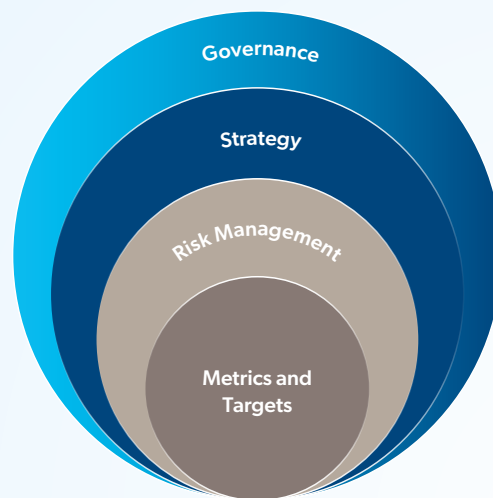 Governance
Strategy
Risk Management
Metrics and
Targets